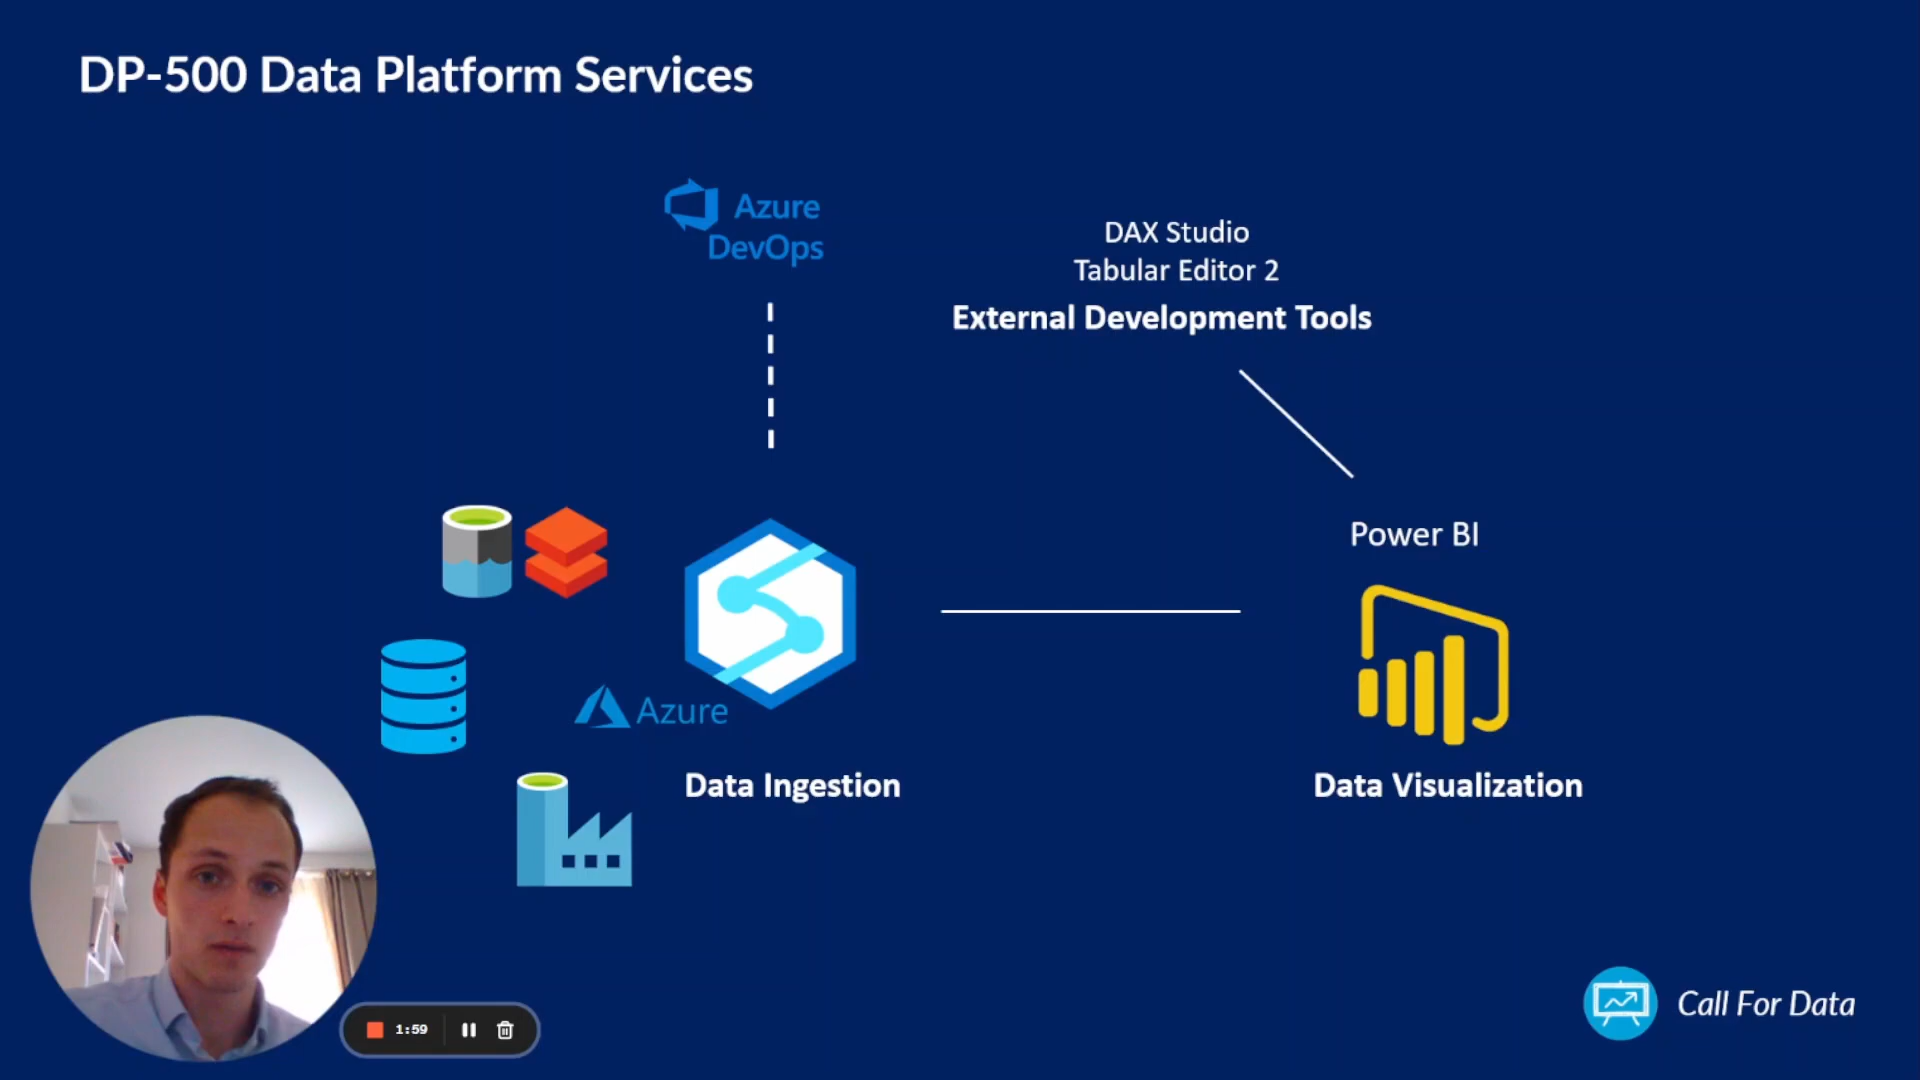 DP-500 Data Platform Services
Azure
DevOps
DAX Studio
Tabular Editor 2
External Development Tools
Power BI
Azure
Data Ingestion
Data Visualization
1:59
Call For Data